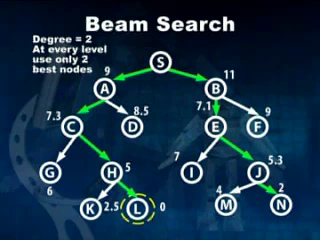 Beam Search
Degree = 2
At every level
use only 2
best nodes
S
9
11
A
B
7.3
8.5
7.1
9
C
D
E
F
7
5
5.3
G
H
I
J
6
4
2
K
2.5
L
0
M
N